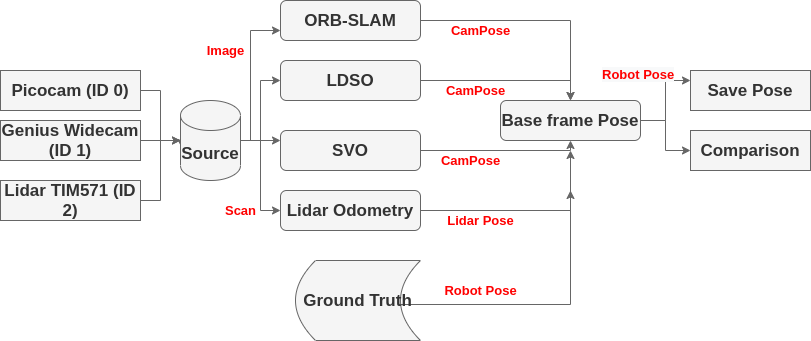 ORB-SLAM
CamPose
Image
LDSO
CamPose
Robot Pose
Picocam (ID 0)
Save Pose
Base frame Pose
Genius Widecam
(ID 1)
Source
SVO
CamPose
Comparison
Lidar TIM571 (ID
2)
Scan
Lidar Odometry
Lidar Pose
Ground Truth
Robot Pose